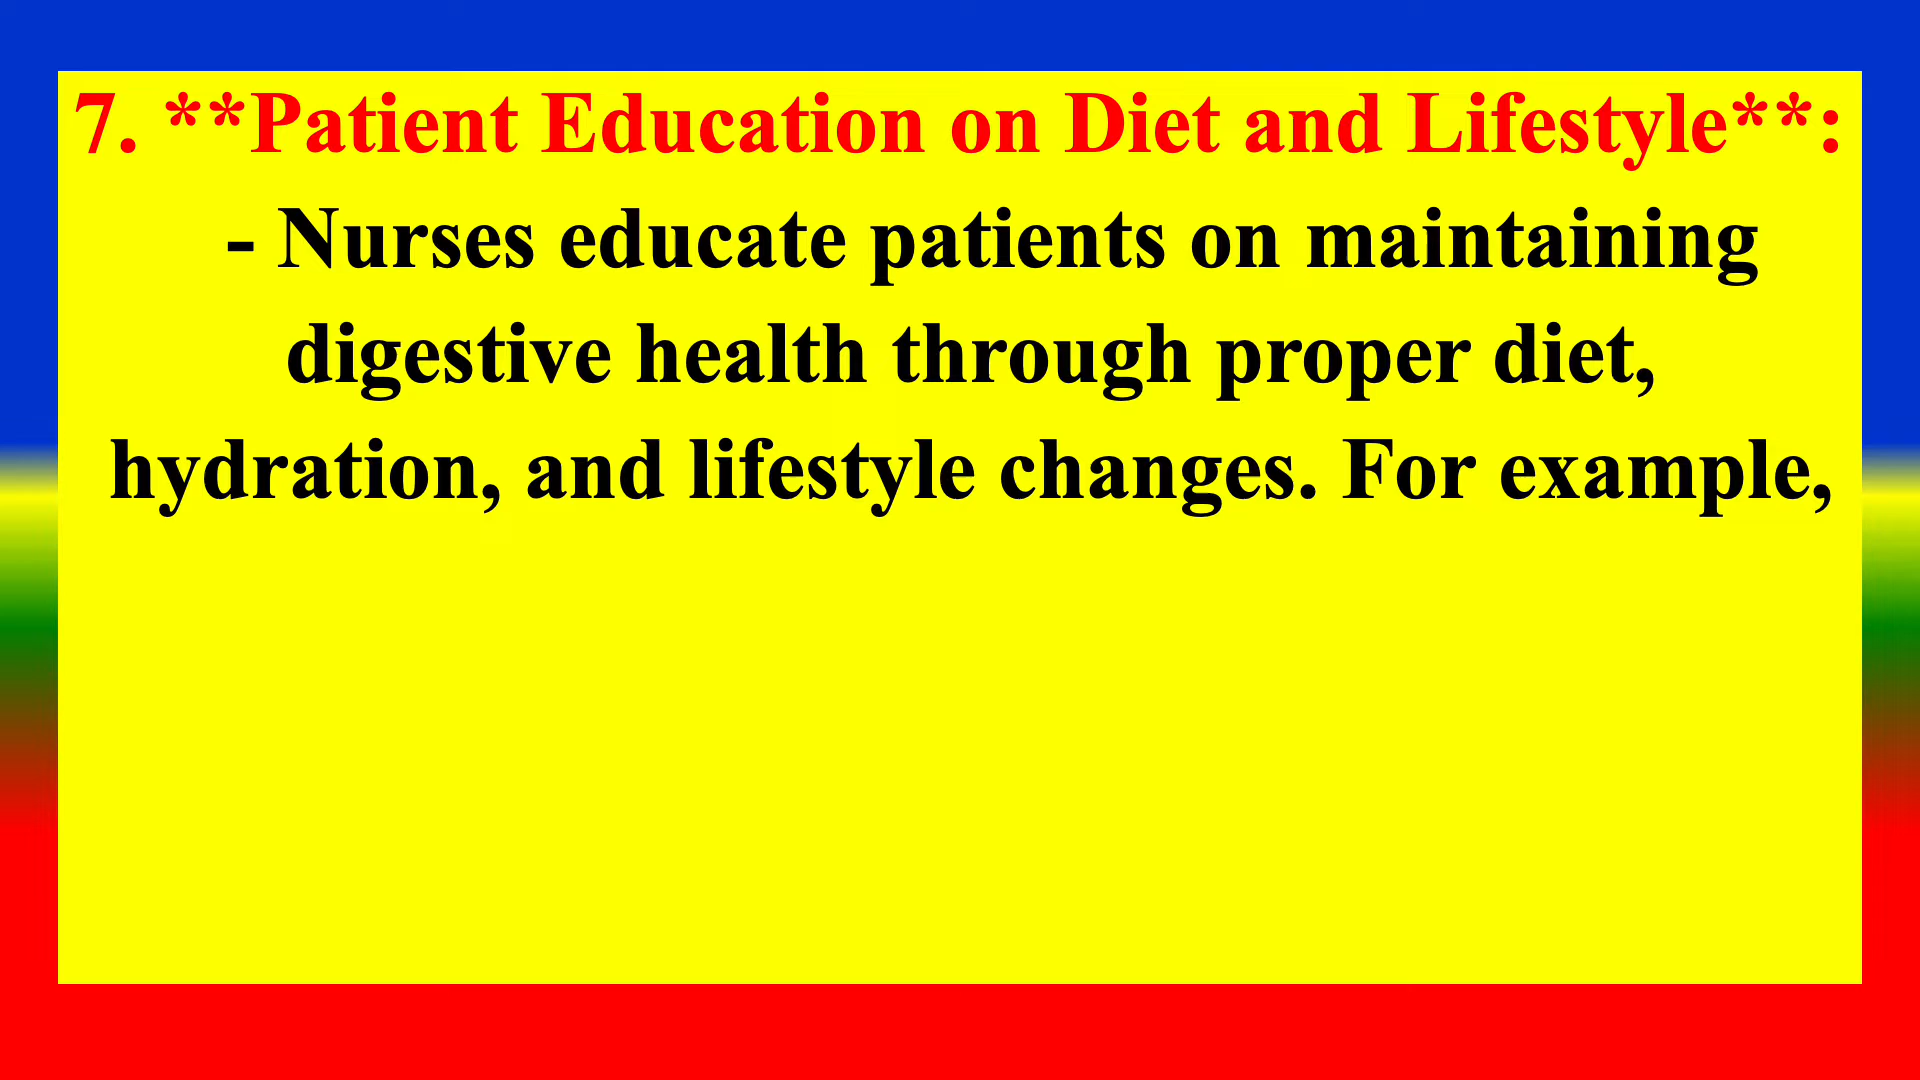 7. **Patient Education on Diet and Lifestyle**:
- Nurses educate patients on maintaining
digestive health through proper diet,
hydration, and lifestyle changes. For example,